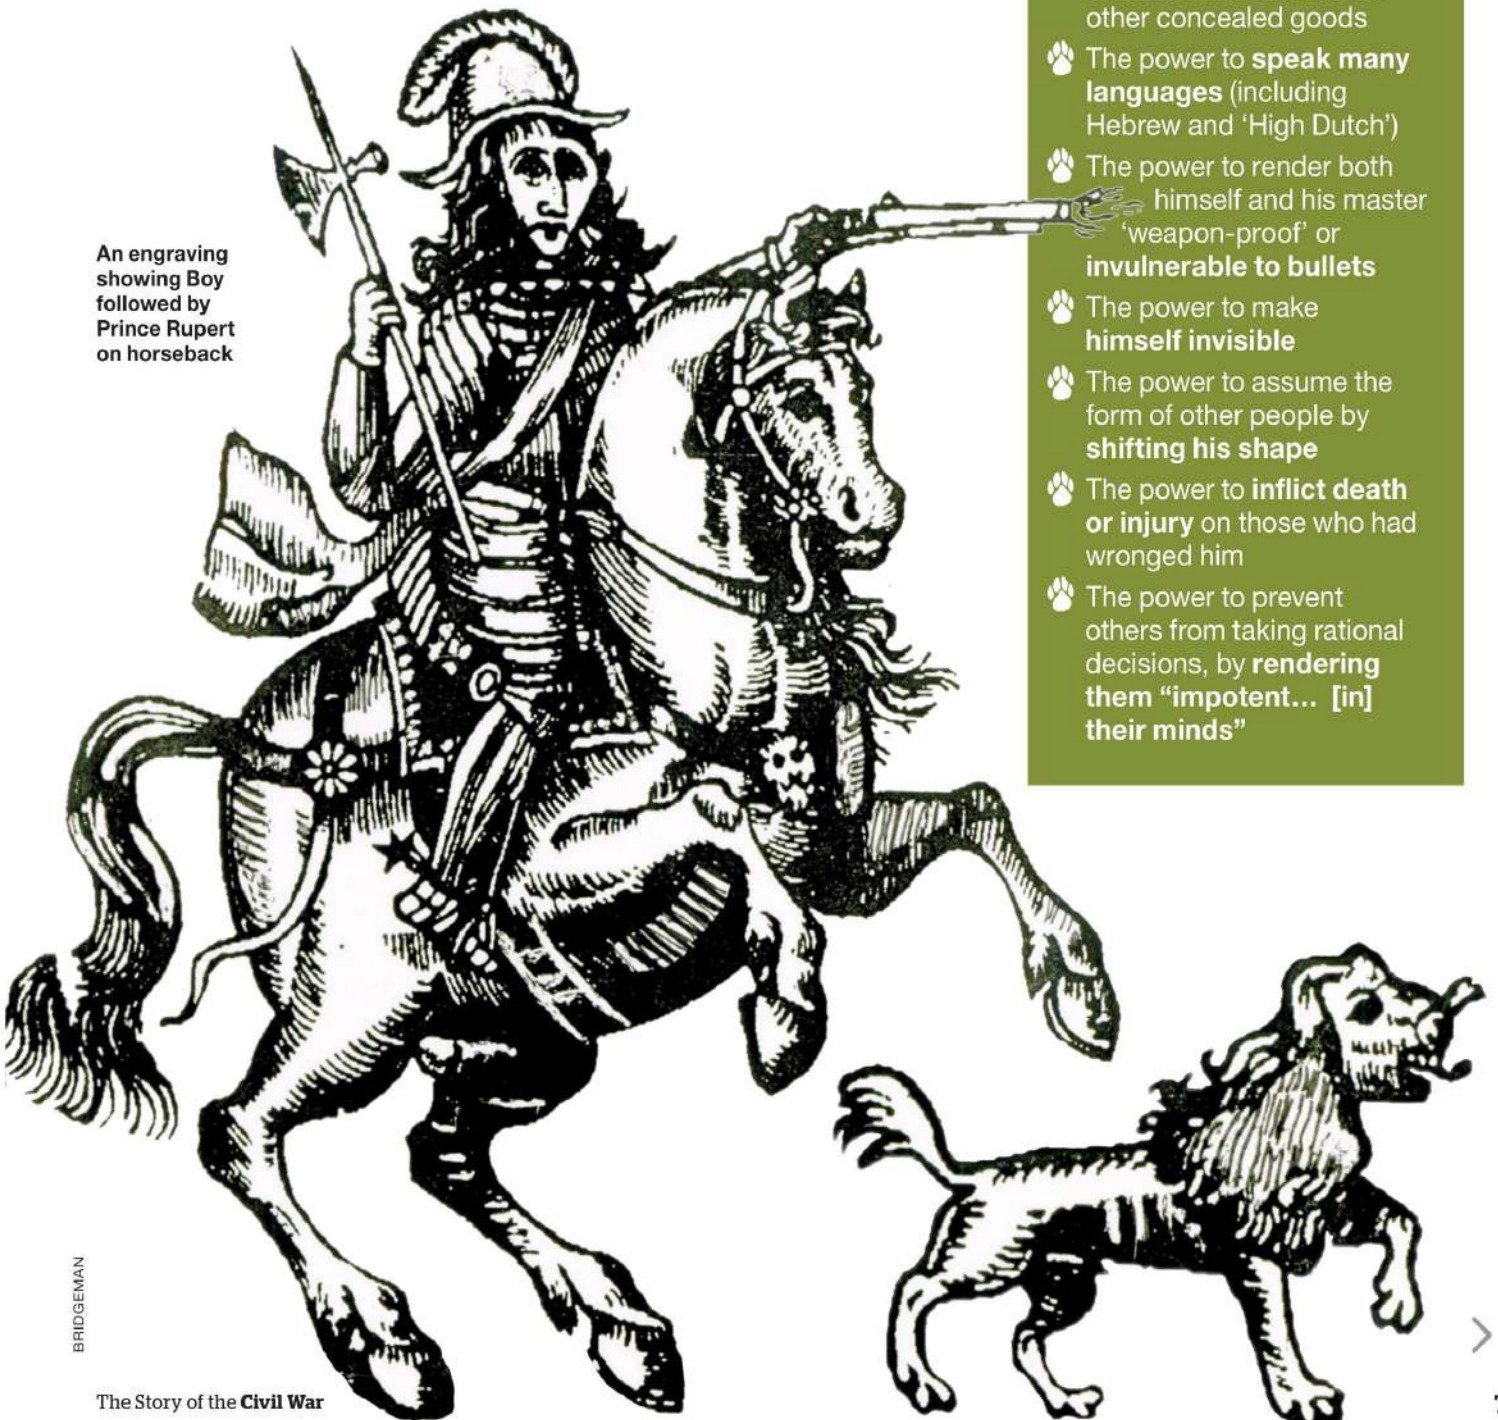 other concealed goods
The power to speak many
languages (including
Hebrew and ‘High Dutch’)
The power to render both
himself and his master
‘weapon-proof’ or
invulnerable to bullets
The power to make
himself invisible
The power to assume the
form of other people by
shifting his shape
The power to inflict death
or injury on those who had
wronged him
The power to prevent
others from taking rational
decisions, by rendering
them “impotent... [in]
their minds”
An engraving
showing Boy
followed by
Prince Rupert
on horseback
BRIDGEMAN
The Story of the Civil War